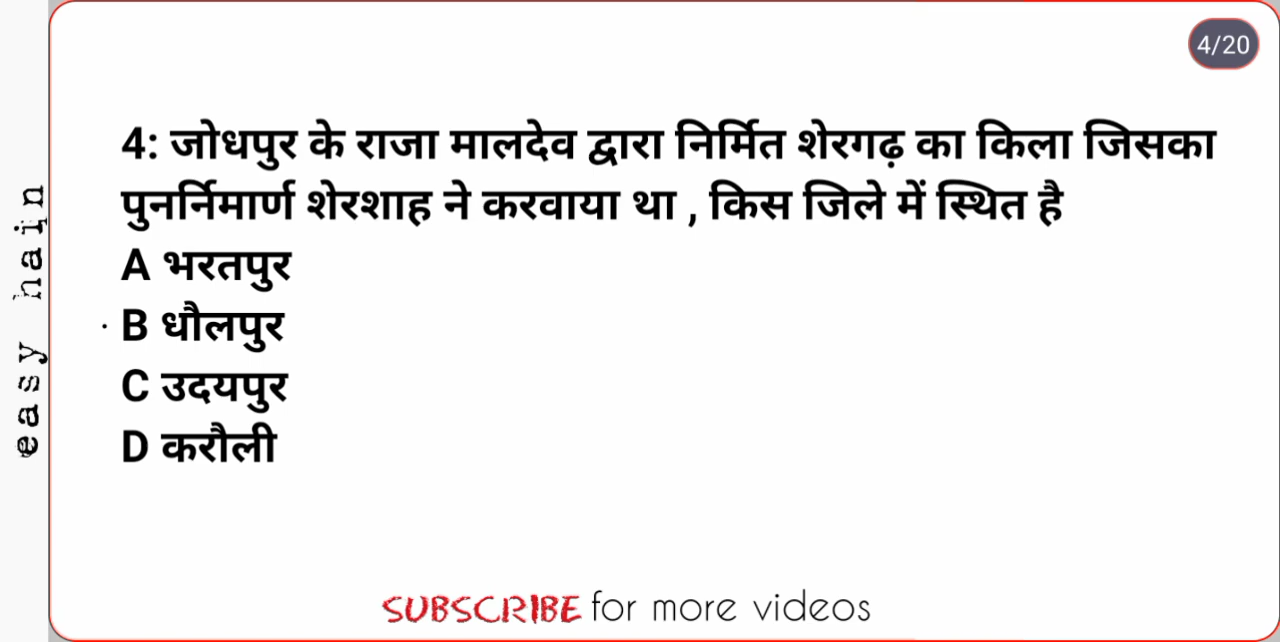 4/20
4: जोधपुर के राजा मालदेव द्वारा निर्मित शेरगढ़ का किला जिसका
पुनर्निमार्ण शेरशाह ने करवाया था , किस जिले में स्थित है
A भरतपुर
B धौलपुर
C उदयपुर
D करौली
SUBSCRIBE for more videos
easy hain